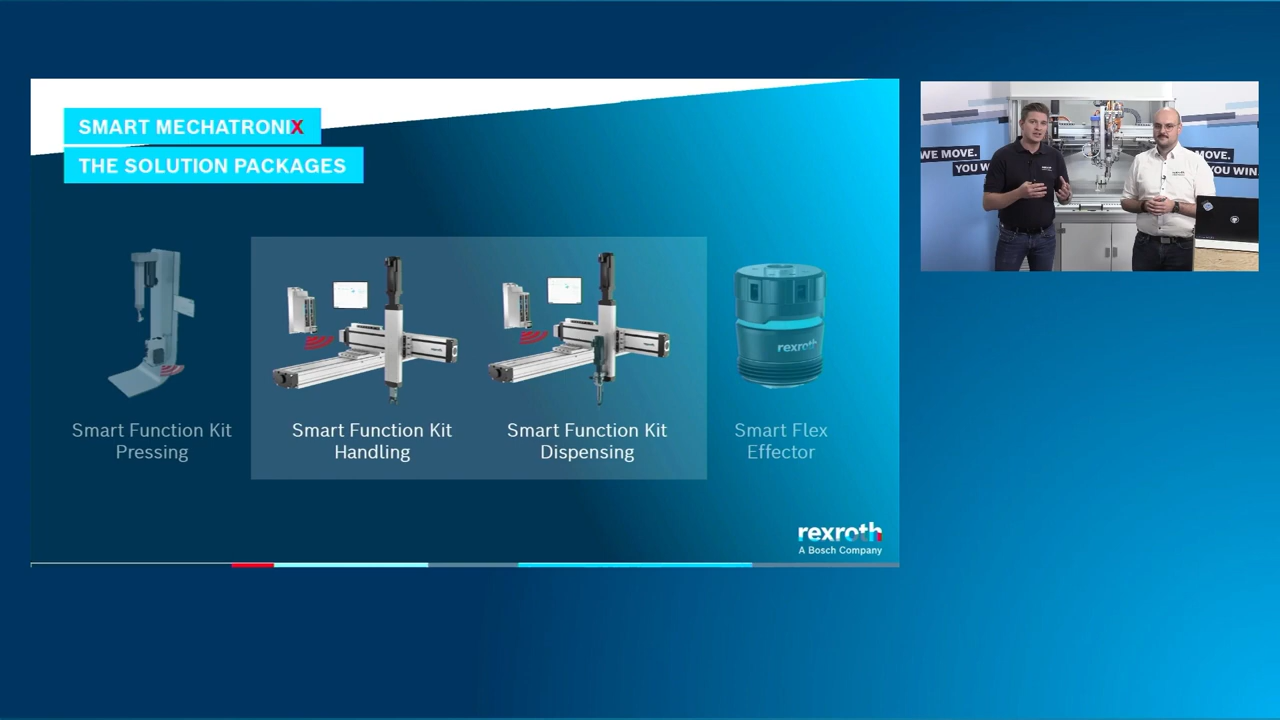 SMART MECHATRONIX
THE SOLUTION PACKAGES
Smart Function Kit
Pressing
Smart Function Kit
Handling
Smart Function Kit
Dispensing
rexroth
Smart Flex
Effector
rexroth
A Bosch Company
WE MOVE.
YOU W
MOVE.
YOU WIN.